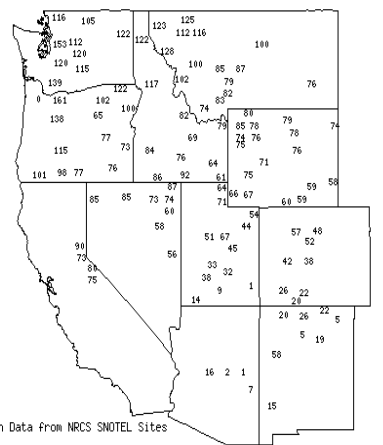 116 105 123 125
122 122 112 116
153 112 128 100
120 120 100 85 87
115 102 79
139 117 82 76
122 83
0 161 102 100 74 80
138 65 82 79 85 78 79 74
77 69 74 76 78
115 73 84 75 76
76 64 71
101 98 77 76 86 92 61 75
87 64 66 67 59 58
85 85 73 74 71 60 59
60 54
58 44 57 48
51 67 52
90 56 45
73 33 42 38
80 38 32
75 9 1 26 22
14 20
20 26 22 5
5 19
58
16 2 1
7
15
n Data from NRCS SNOTEL Sites